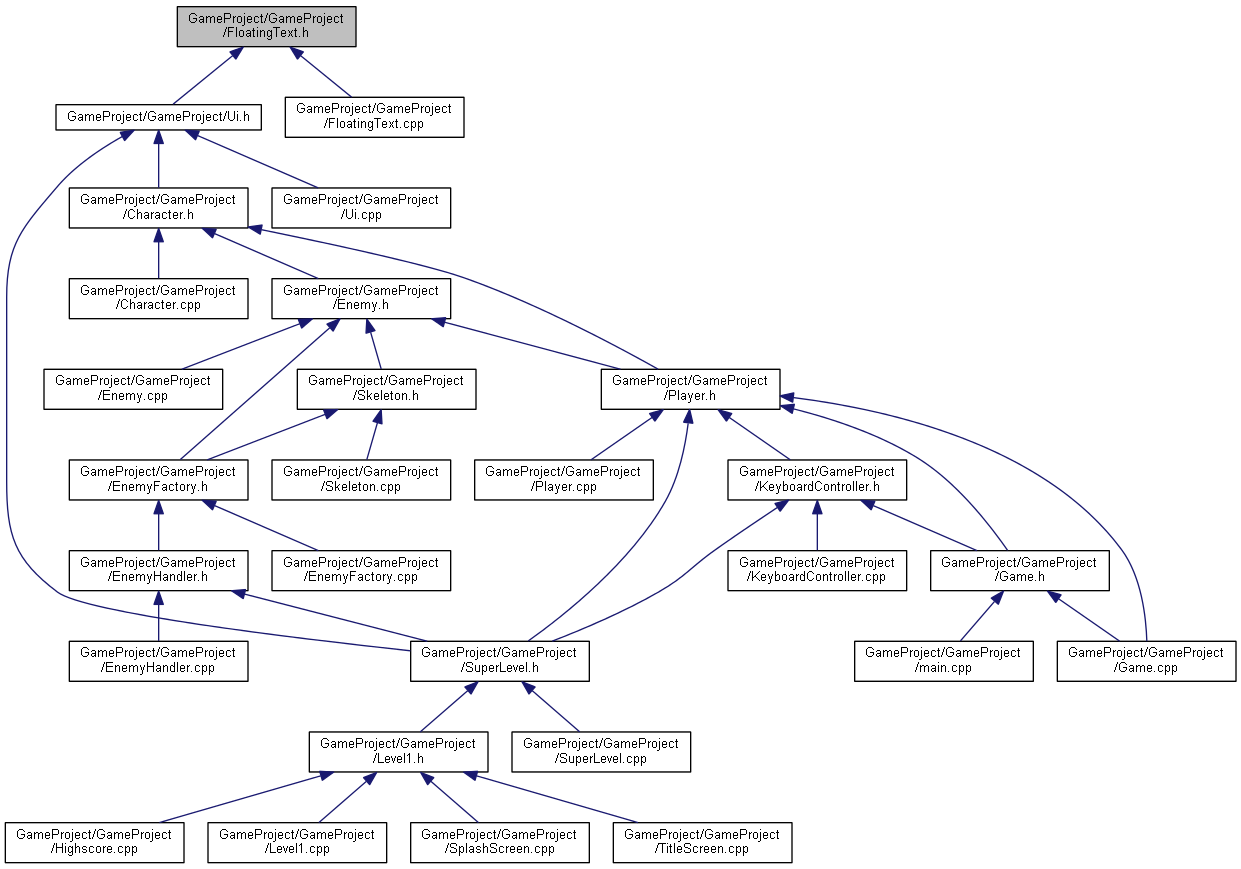 GameProject/GameProject
/FloatingText.h
GameProject/GameProject/Ui.h
GameProject/GameProject
/FloatingText.cpp
GameProject/GameProject
/Character.h
GameProject/GameProject
/Ui.cpp
GameProject/GameProject
/Character.cpp
GameProject/GameProject
/Enemy.h
GameProject/GameProject
/Enemy.cpp
GameProject/GameProject
/Skeleton.h
GameProject/GameProject
/Player.h
GameProject/GameProject
/EnemyFactory.h
GameProject/GameProject
/Skeleton.cpp
GameProject/GameProject
/Player.cpp
GameProject/GameProject
/KeyboardController.h
GameProject/GameProject
/EnemyHandler.h
GameProject/GameProject
/EnemyFactory.cpp
GameProject/GameProject
/KeyboardController.cpp
GameProject/GameProject
/Game.h
GameProject/GameProject
/EnemyHandler.cpp
GameProject/GameProject
/SuperLevel.h
GameProject/GameProject
/main.cpp
GameProject/GameProject
/Game.cpp
GameProject/GameProject
/Level1.h
GameProject/GameProject
/SuperLevel.cpp
GameProject/GameProject
/Highscore.cpp
GameProject/GameProject
/Level1.cpp
GameProject/GameProject
/SplashScreen.cpp
GameProject/GameProject
/TitleScreen.cpp